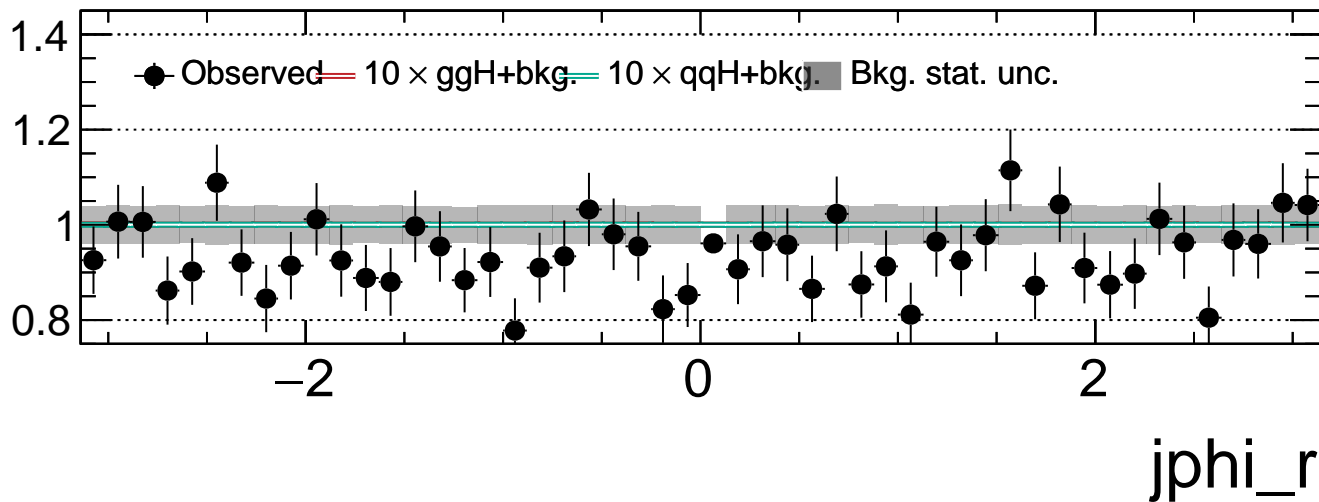 1.4
Observed 10 × ggH+bkg. 10 × qqH+bkg. Bkg. stat. unc.
1.2
1
0.8
−2 0 2
jphi_r